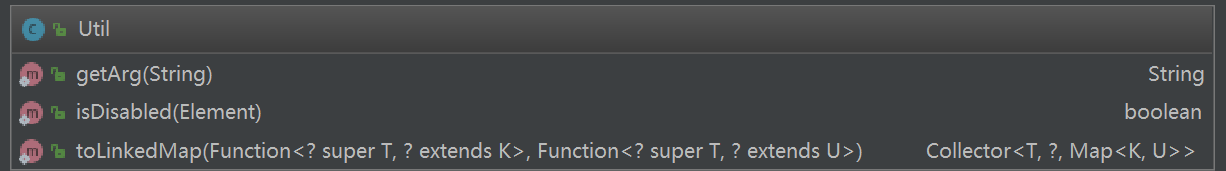 C Util
m getArg(String) String
m isDisabled(Element) boolean
m toLinkedMap(Function<? super T, ? extends K>, Function<? super T, ? extends U>) Collector<T, ?, Map<K, U>>